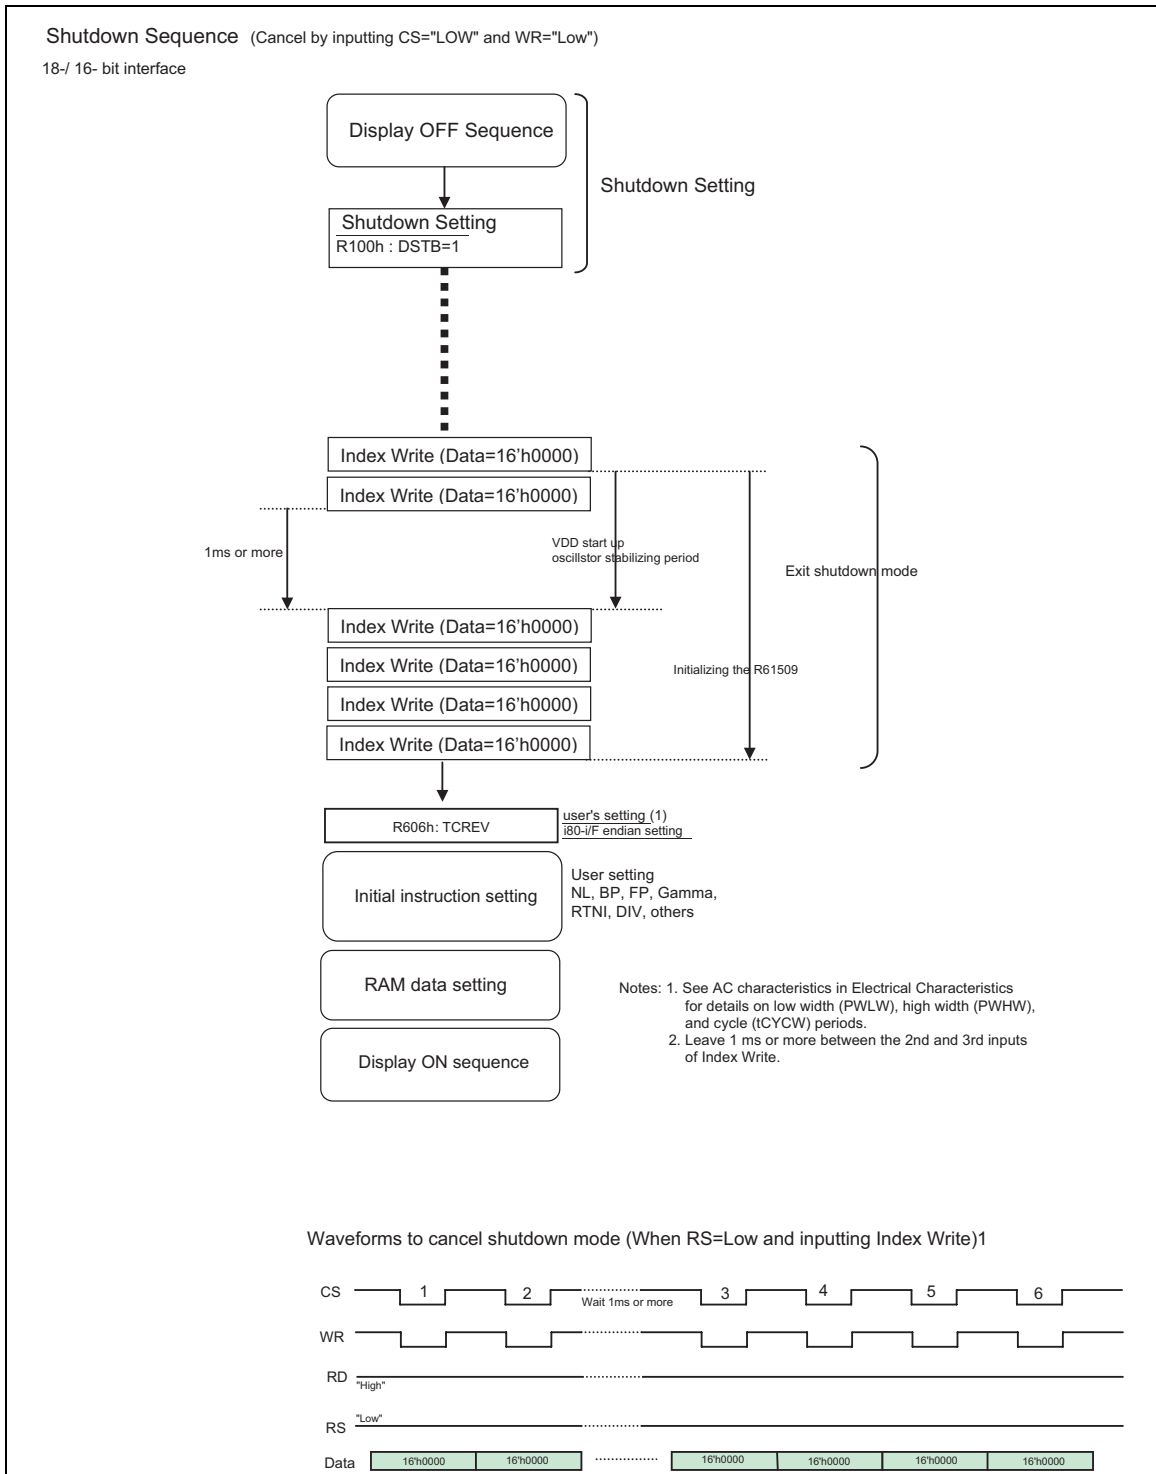 Shutdown Sequence (Cancel by inputting CS="LOW" and WR="Low")
18-/ 16- bit interface
Display OFF Sequence
Shutdown Setting
Shutdown Setting
R100h : DSTB=1
Index Write (Data=16'h0000)
Index Write (Data=16'h0000)
1ms or more
VDD start up
oscillstor stabilizing period
Exit shutdown mode
Index Write (Data=16'h0000)
Index Write (Data=16'h0000)
Initializing the R61509
Index Write (Data=16'h0000)
Index Write (Data=16'h0000)
R606h: TCREV
user's setting (1)
i80-i/F endian setting
Initial instruction setting
User setting
NL, BP, FP, Gamma,
RTNI, DIV, others
RAM data setting
Notes: 1. See AC characteristics in Electrical Characteristics
for details on low width (PWLW), high width (PWHW),
and cycle (tCYCW) periods.
2. Leave 1 ms or more between the 2nd and 3rd inputs
of Index Write.
Display ON sequence
Waveforms to cancel shutdown mode (When RS=Low and inputting Index Write)1
CS 1 2 Wait 1ms or more 3 4 5 6
WR
RD "High"
RS "Low"
Data 16'h0000 16'h0000 16'h0000 16'h0000 16'h0000 16'h0000